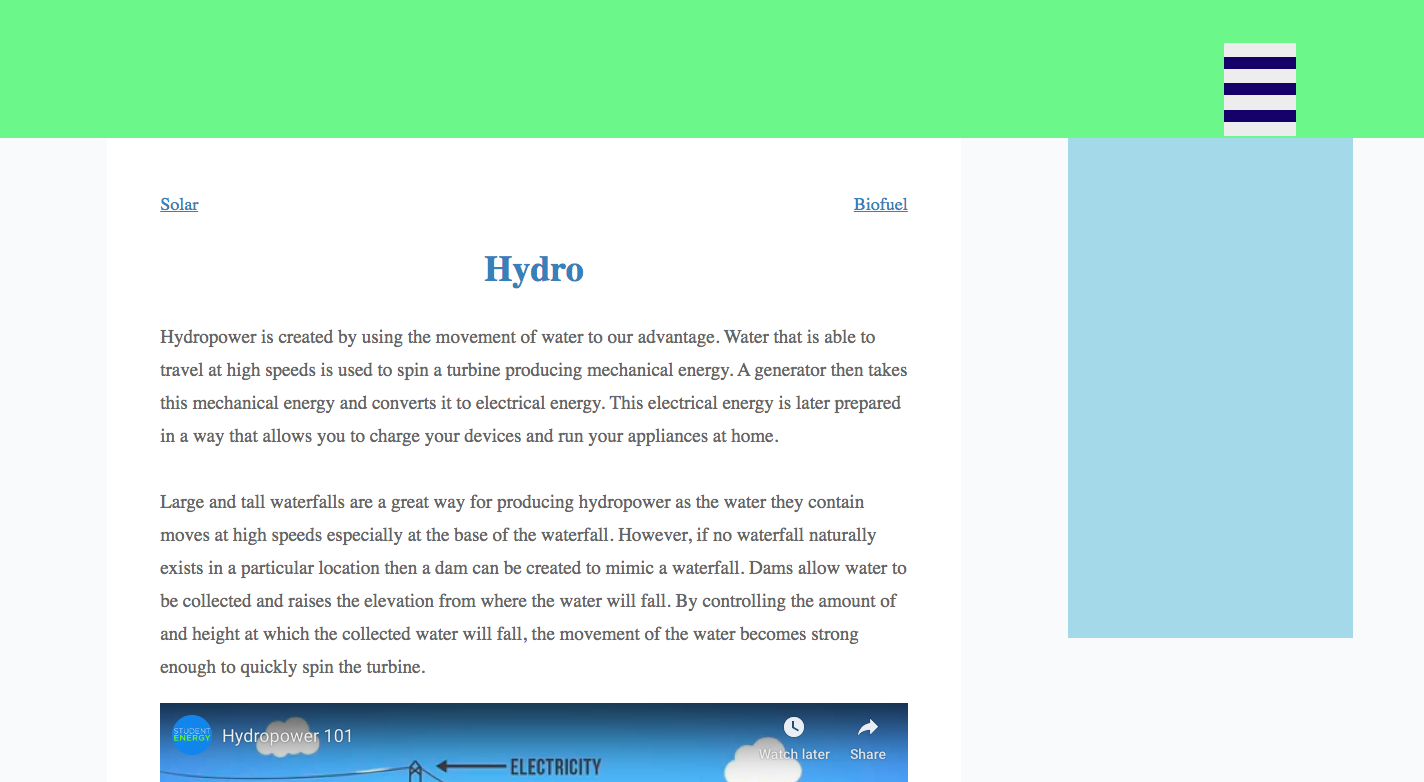 Solar
Biofuel
Hydro
Hydropower is created by using the movement of water to our advantage. Water that is able to
travel at high speeds is used to spin a turbine producing mechanical energy. A generator then takes
this mechanical energy and converts it to electrical energy. This electrical energy is later prepared
in a way that allows you to charge your devices and run your appliances at home.
Large and tall waterfalls are a great way for producing hydropower as the water they contain
moves at high speeds especially at the base of the waterfall. However, if no waterfall naturally
exists in a particular location then a dam can be created to mimic a waterfall. Dams allow water to
be collected and raises the elevation from where the water will fall. By controlling the amount of
and height at which the collected water will fall, the movement of the water becomes strong
enough to quickly spin the turbine.
STUDENT
ENERGY
Hydropower 101
Watch later
Share
ELECTRICITY